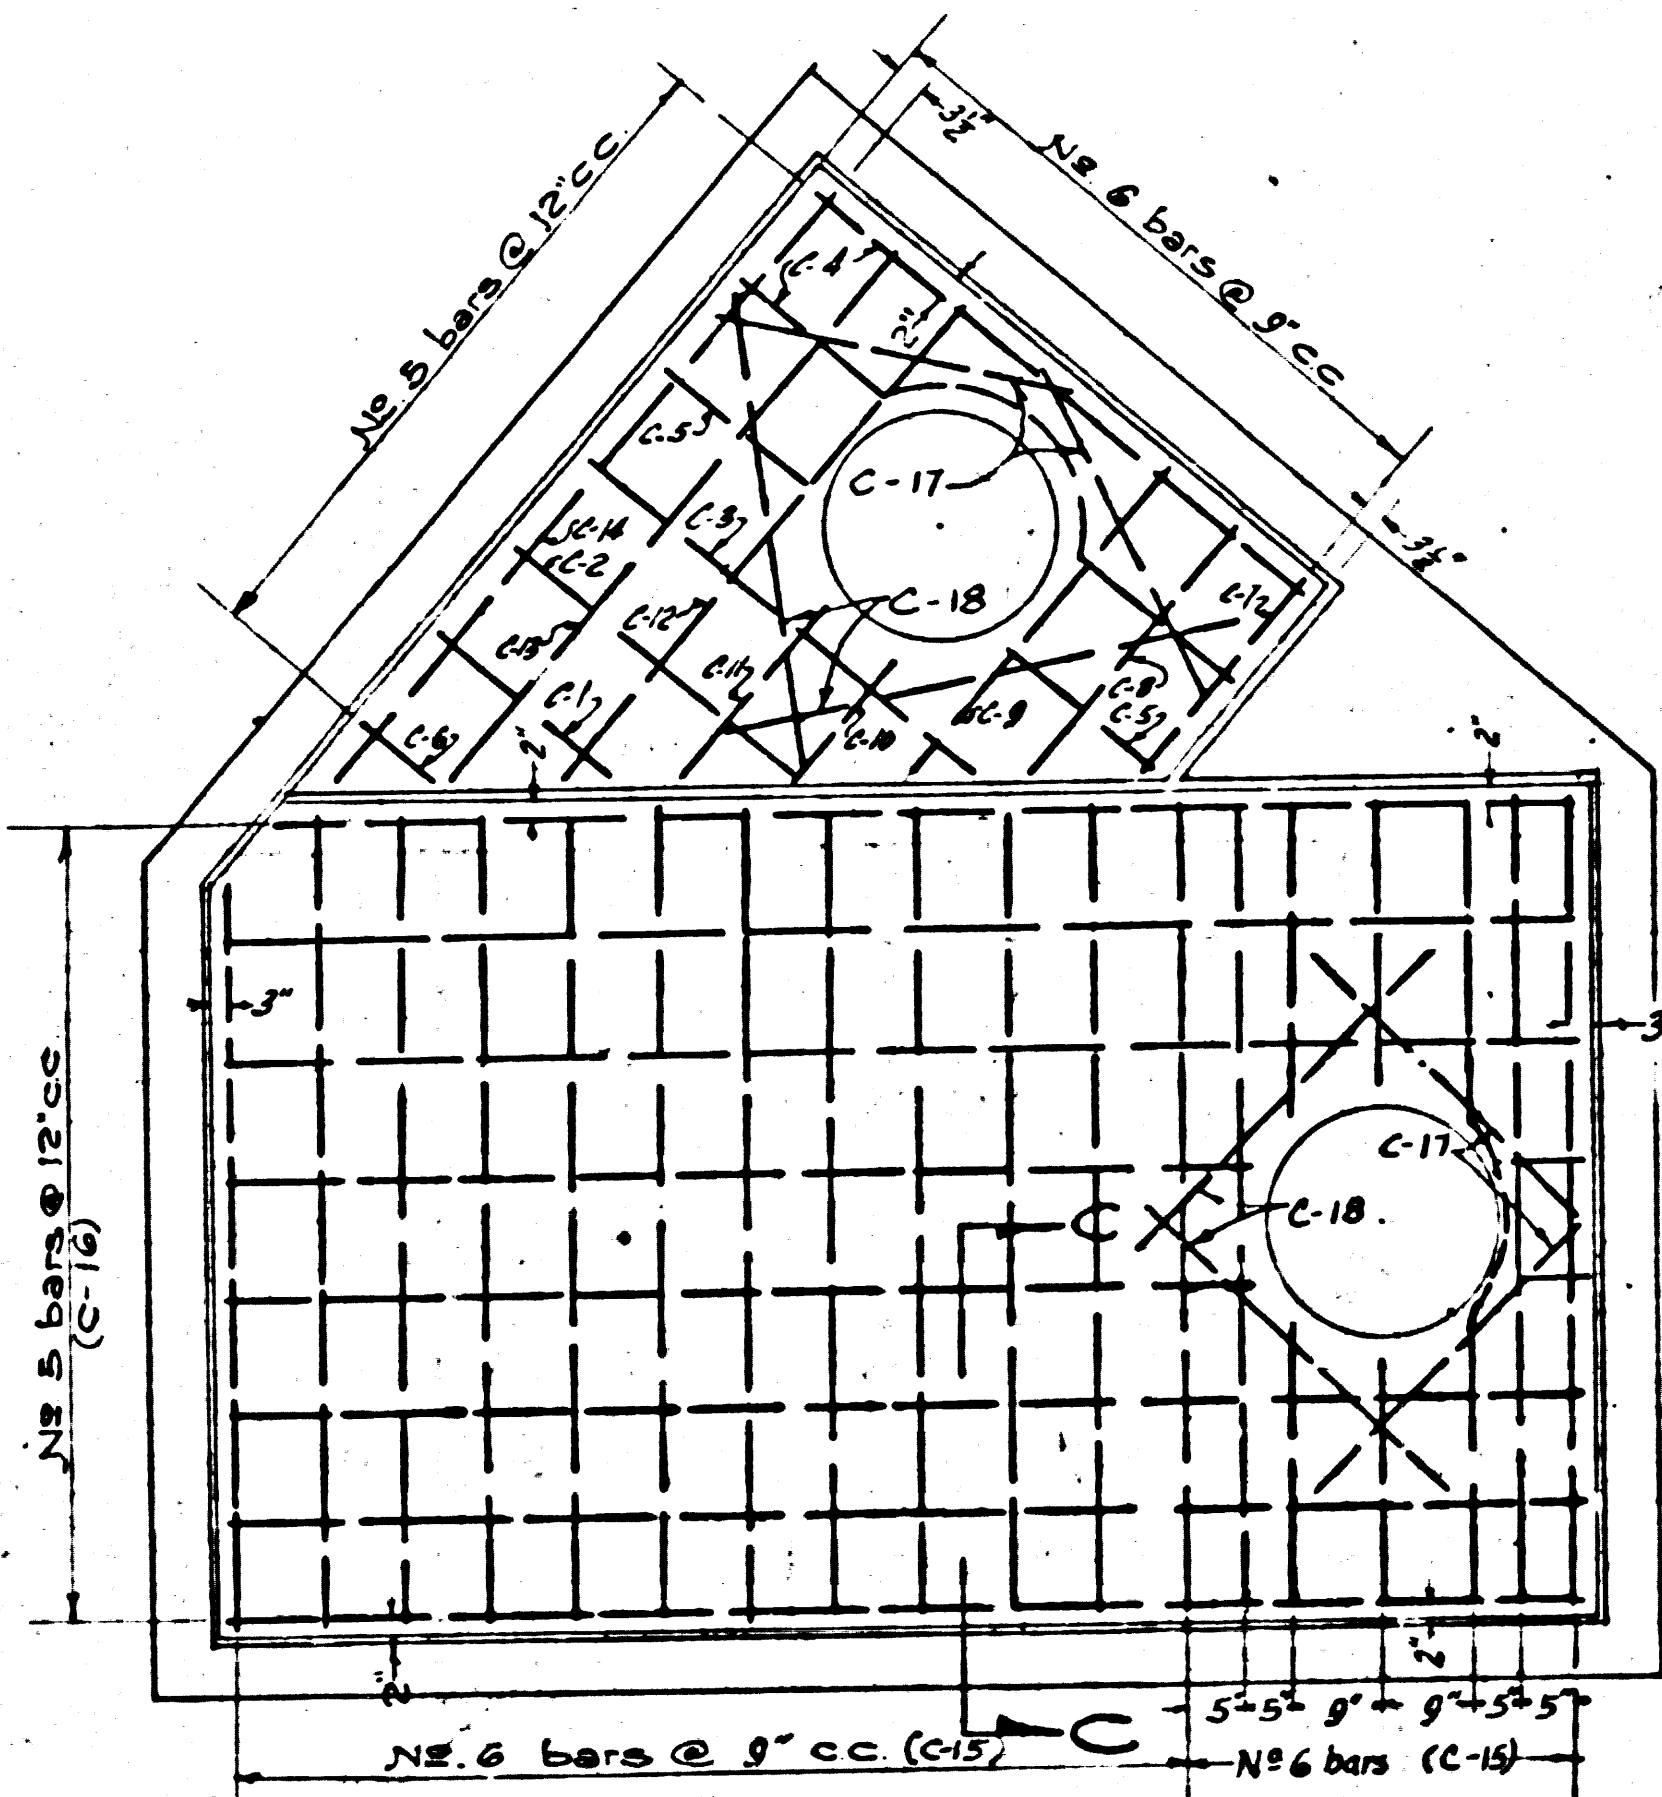 3½"
No 5 bars @ 12" c.c.
No 6 bars @ 9" c.c
C-4
2"
C-5
C-17
C-3
3½"
C-14
C-2
C-18
C-7
C-12
C-13
C-11
C-8
C-1
C-9
C-5
C-6
C-10
2"
2"
3"
3
No 5 bars @ 12" c.c.
(C-16)
C-17
C
C-18
2"
2"
5" 5" 9" 9" 5" 5"
C
No. 6 bars @ 9" c.c. (C-15)
No 6 bars (C-15)